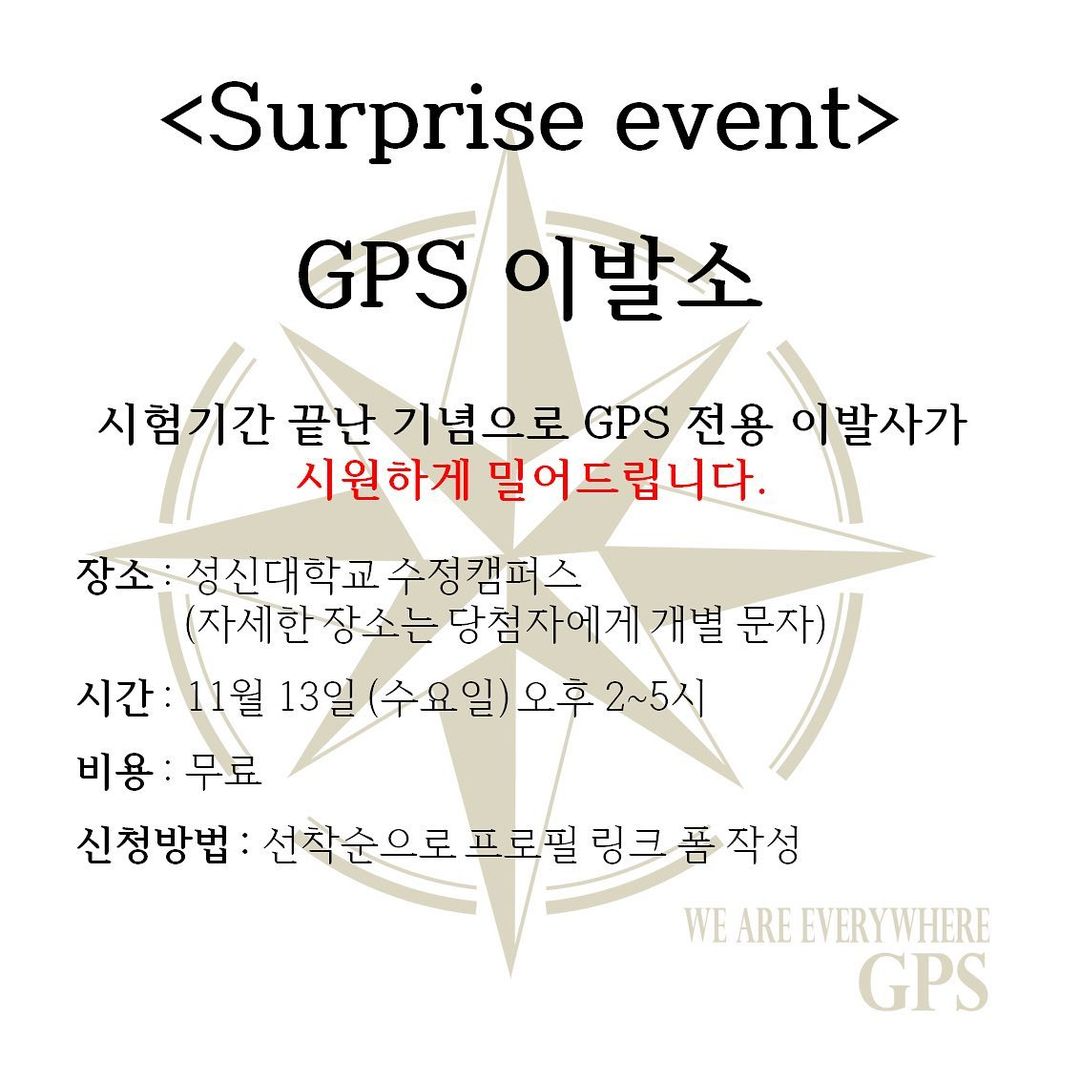 <Surprise event>
GPS 이발소
시험기간 끝난 기념으로 GPS 전용 이발사가
시원하게 밀어드립니다.
장소 : 성신대학교 수정캠퍼스
(자세한 장소는 당첨자에게 개별 문자)
시간 : 11월 13일 (수요일) 오후 2~5시
비용 : 무료
신청방법 : 선착순으로 프로필 링크 폼 작성
WE ARE EVERYWHERE
GPS